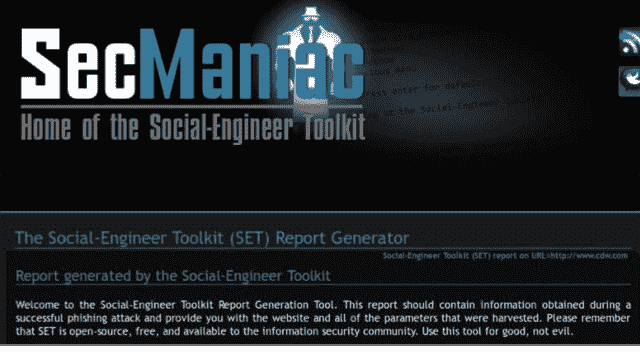 SecManiac
Home of the Social-Engineer Toolkit
The Social-Engineer Toolkit (SET) Report Generator
Social-Engineer Toolkit (SET) report on URL=http://www.cdw.com
Report generated by the Social-Engineer Toolkit
Welcome to the Social-Engineer Toolkit Report Generation Tool. This report should contain information obtained during a
successful phishing attack and provide you with the website and all of the parameters that were harvested. Please remember
that SET is open-source, free, and available to the information security community. Use this tool for good, not evil.